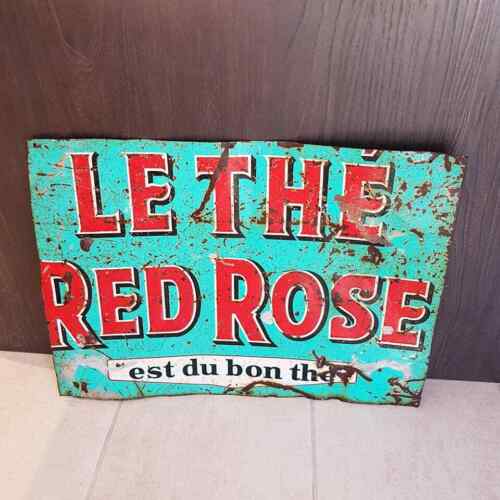 LE THÉ
RED ROSE
"est du bon thé"